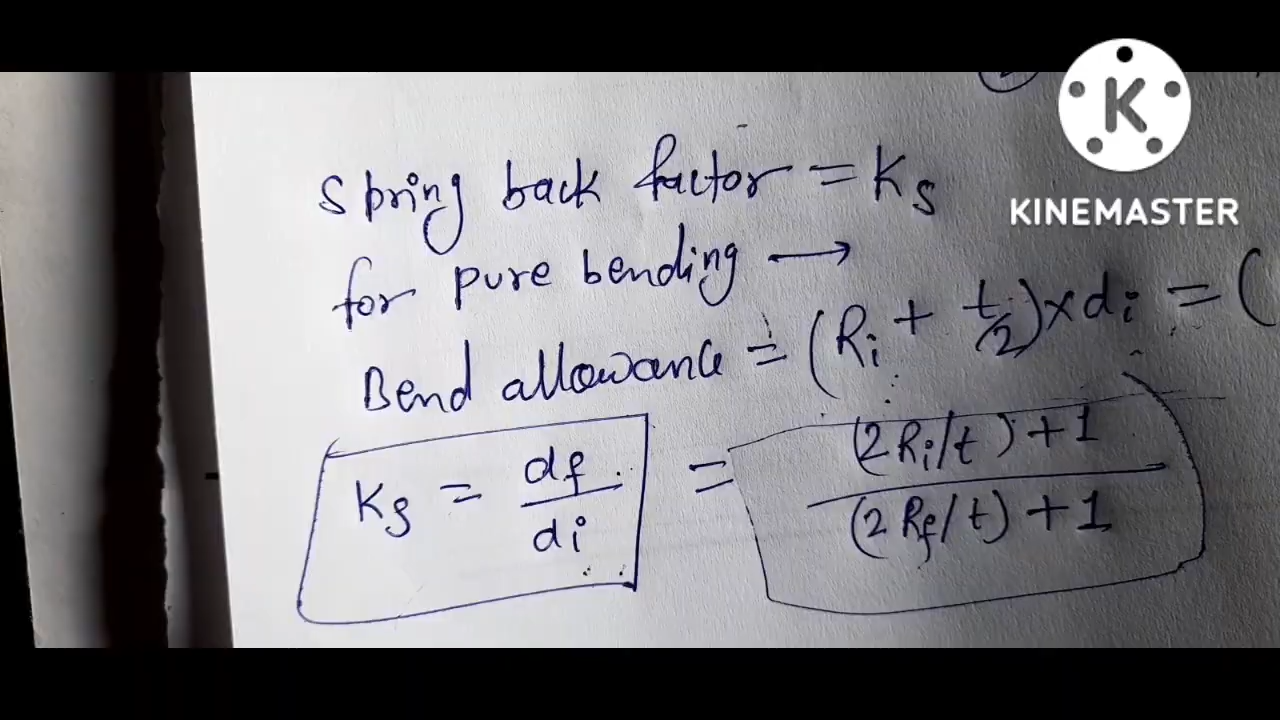 K
KINEMASTER
Spring back factor = Ks
for pure bending →
Bend allowance = (Ri + t/2) x di = (
Ks = df/di = (2Ri/t) + 1 / (2Rf/t) + 1